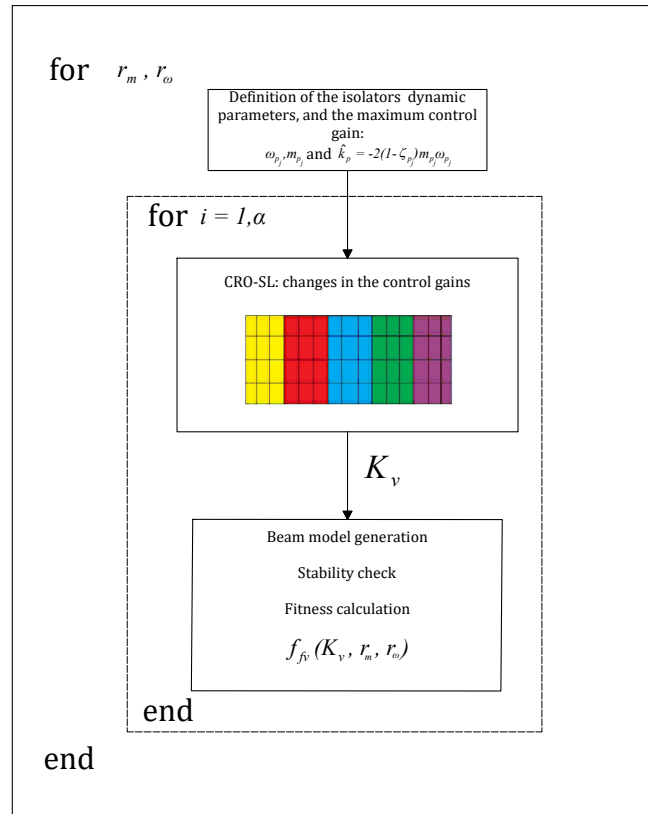 for r_m , r_ω
Definition of the isolators dynamic
parameters, and the maximum control
gain:
ω_{p_j}, m_{p_j} and k̂_p = -2(1-ζ_{p_j})m_{p_j}ω_{p_j}
for i = 1,α
CRO-SL: changes in the control gains
K_v
Beam model generation
Stability check
Fitness calculation
f_{fv} (K_v , r_m , r_ω)
end
end